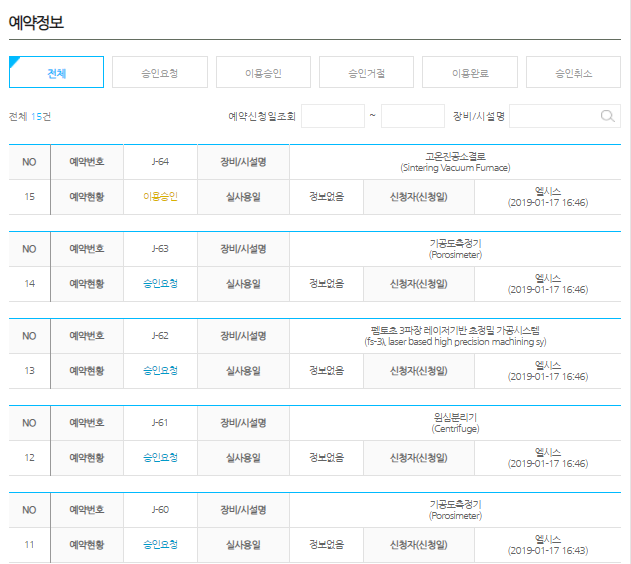 예약정보
전체 승인요청 이용승인 승인거절 이용완료 승인취소
전체 15건 예약신청일조회 ~ 장비/시설명
NO 예약번호 J-64 장비/시설명 고온진공소결로
(Sintering Vacuum Furnace)
15 예약현황 이용승인 실사용일 정보없음 신청자(신청일) 엘시스
(2019-01-17 16:46)
NO 예약번호 J-63 장비/시설명 기공도측정기
(Porosimeter)
14 예약현황 승인요청 실사용일 정보없음 신청자(신청일) 엘시스
(2019-01-17 16:46)
NO 예약번호 J-62 장비/시설명 펨토초 3파장 레이저기반 초정밀 가공시스템
(fs-3λ, laser based high precision machining sy)
13 예약현황 승인요청 실사용일 정보없음 신청자(신청일) 엘시스
(2019-01-17 16:46)
NO 예약번호 J-61 장비/시설명 원심분리기
(Centrifuge)
12 예약현황 승인요청 실사용일 정보없음 신청자(신청일) 엘시스
(2019-01-17 16:46)
NO 예약번호 J-60 장비/시설명 기공도측정기
(Porosimeter)
11 예약현황 승인요청 실사용일 정보없음 신청자(신청일) 엘시스
(2019-01-17 16:43)